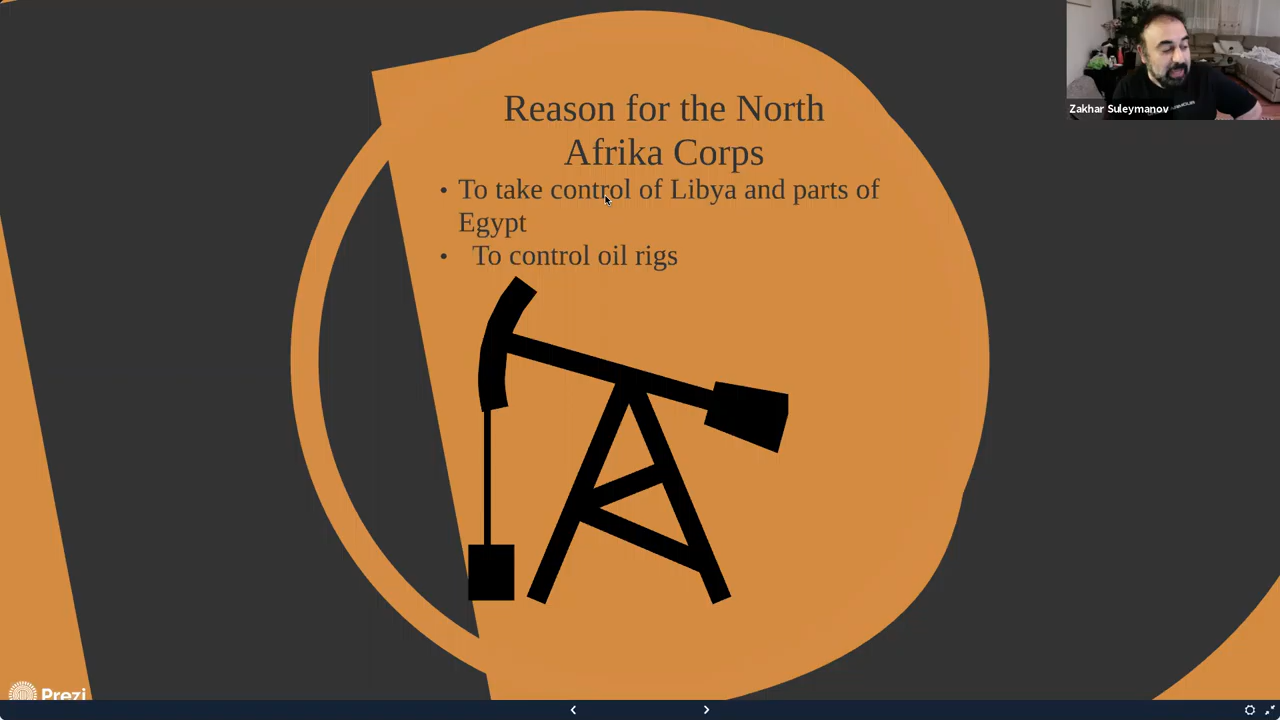 Reason for the North
Afrika Corps
• To take control of Libya and parts of
Egypt
• To control oil rigs
Zakhar Suleymanov
Prezi